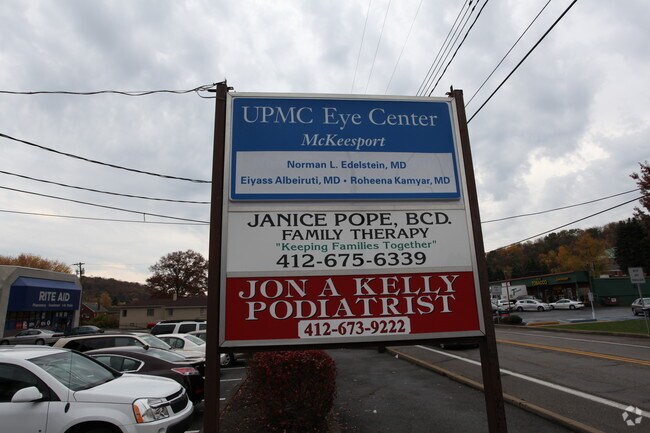 UPMC Eye Center
McKeesport
Norman L. Edelstein, MD
Eiyass Albeiruti, MD • Roheena Kamyar, MD
JANICE POPE, BCD.
FAMILY THERAPY
"Keeping Families Together"
412-675-6339
JON A KELLY
PODIATRIST
412-673-9222
RITE AID